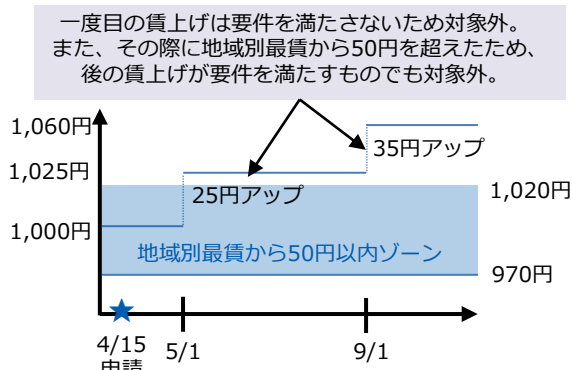 一度目の賃上げは要件を満たさないため対象外。
また、その際に地域別最賃から50円を超えたため、
後の賃上げが要件を満たすものでも対象外。
1,060円
35円アップ
1,025円
25円アップ
1,020円
1,000円
地域別最賃から50円以内ゾーン
970円
4/15
申請
5/1
9/1